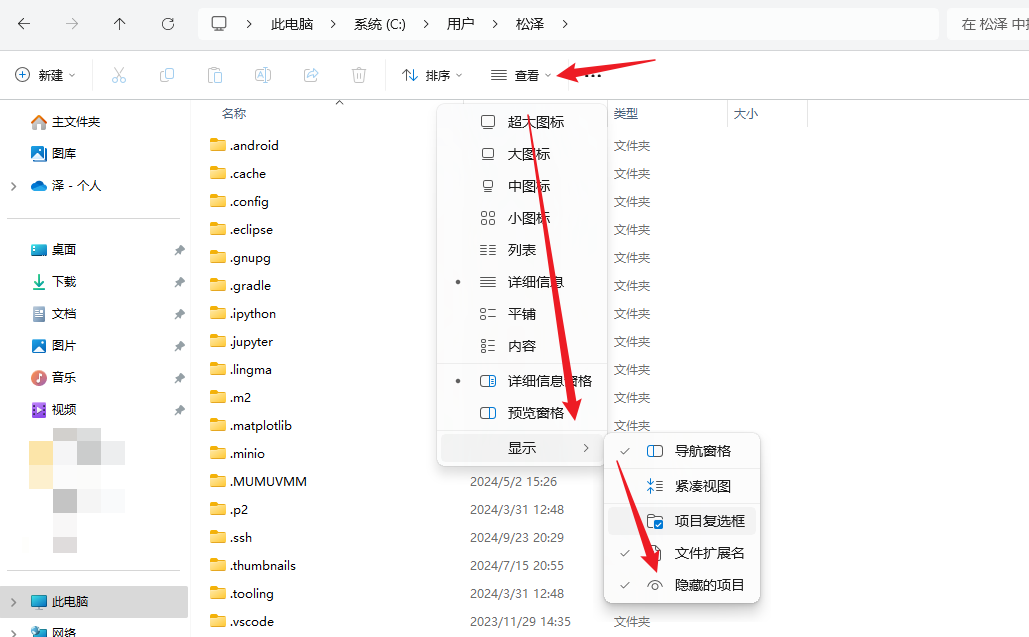 此电脑 系统 (C:) 用户 松泽
在 松泽 中
新建 排序 查看
主文件夹
图库
泽 - 个人
桌面
下载
文档
图片
音乐
视频
此电脑
网络
名称 类型 大小
.android 文件夹
.cache 文件夹
.config 文件夹
.eclipse 文件夹
.gnupg 文件夹
.gradle 文件夹
.ipython 文件夹
.jupyter 文件夹
.lingma 文件夹
.m2 文件夹
.matplotlib 文件夹
.minio
.MUMUVMM 2024/5/2 15:26
.p2 2024/3/31 12:48
.ssh 2024/9/23 20:29
.thumbnails 2024/7/15 20:55
.tooling 2024/3/31 12:48
.vscode 2023/11/29 14:35 文件夹
超大图标
大图标
中图标
小图标
列表
详细信息
平铺
内容
详细信息窗格
预览窗格
显示
导航窗格
紧凑视图
项目复选框
文件扩展名
隐藏的项目